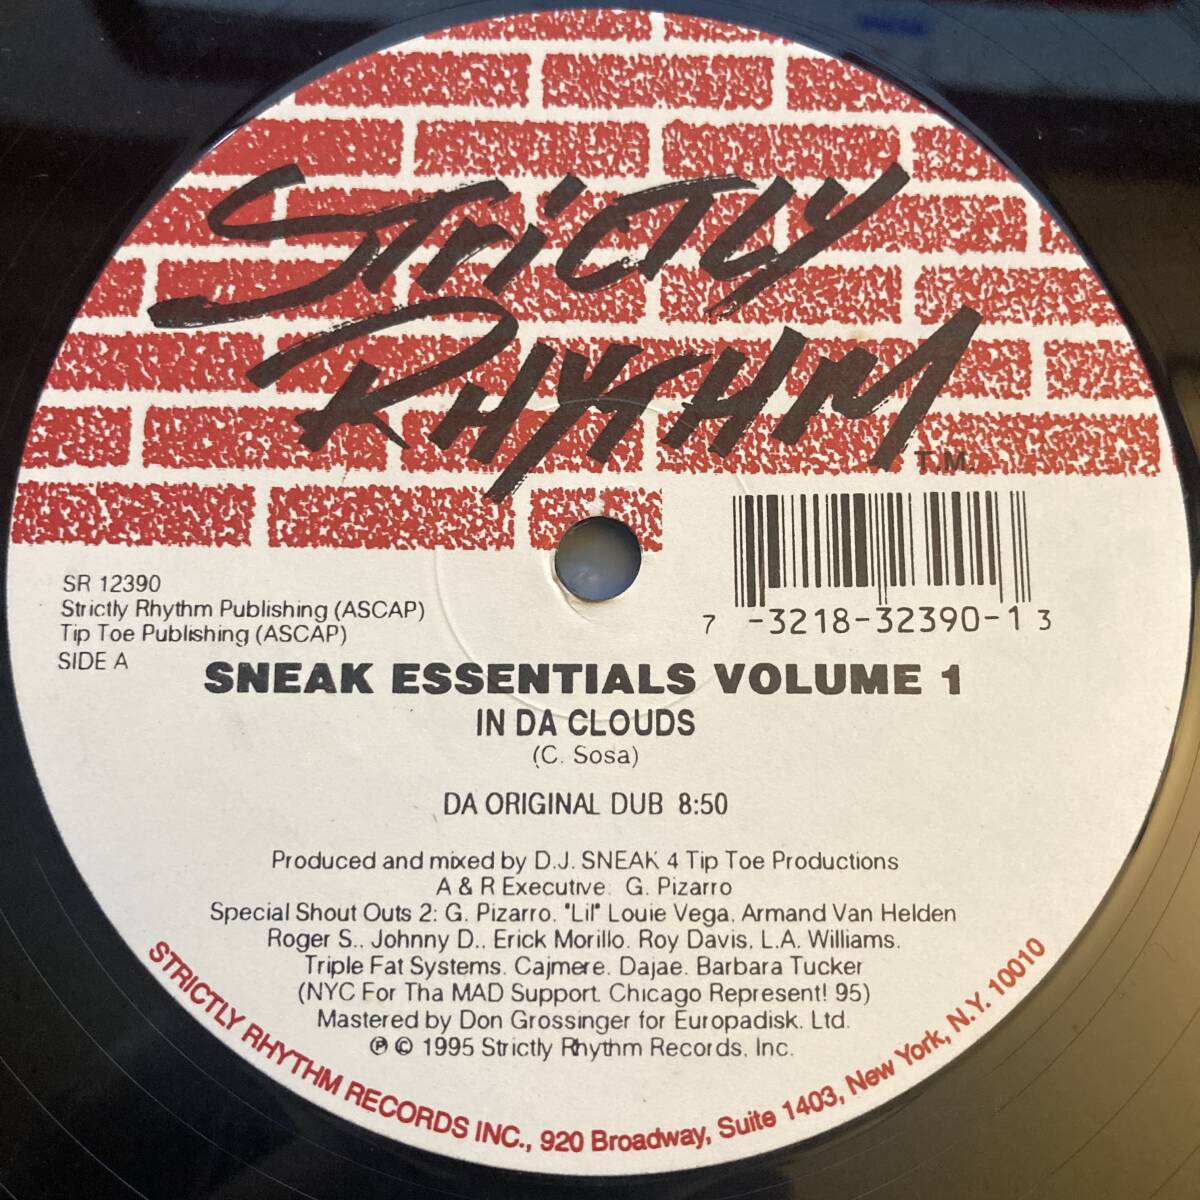 STRICTLY
RHYTHM
T.M.
7 -3218-32390-1 3
SR 12390
Strictly Rhythm Publishing (ASCAP)
Tip Toe Publishing (ASCAP)
SIDE A
SNEAK ESSENTIALS VOLUME 1
IN DA CLOUDS
(C. Sosa)
DA ORIGINAL DUB 8:50
Produced and mixed by D.J. SNEAK 4 Tip Toe Productions
A & R Executive. G. Pizarro
Special Shout Outs 2: G. Pizarro. "Lil" Louie Vega. Armand Van Helden
Roger S.. Johnny D.. Erick Morillo. Roy Davis. L.A. Williams.
Triple Fat Systems. Cajmere. Dajae. Barbara Tucker
(NYC For Tha MAD Support. Chicago Represent! 95)
Mastered by Don Grossinger for Europadisk. Ltd.
℗ © 1995 Strictly Rhythm Records, Inc.
STRICTLY RHYTHM RECORDS INC., 920 Broadway, Suite 1403, New York, N.Y. 10010